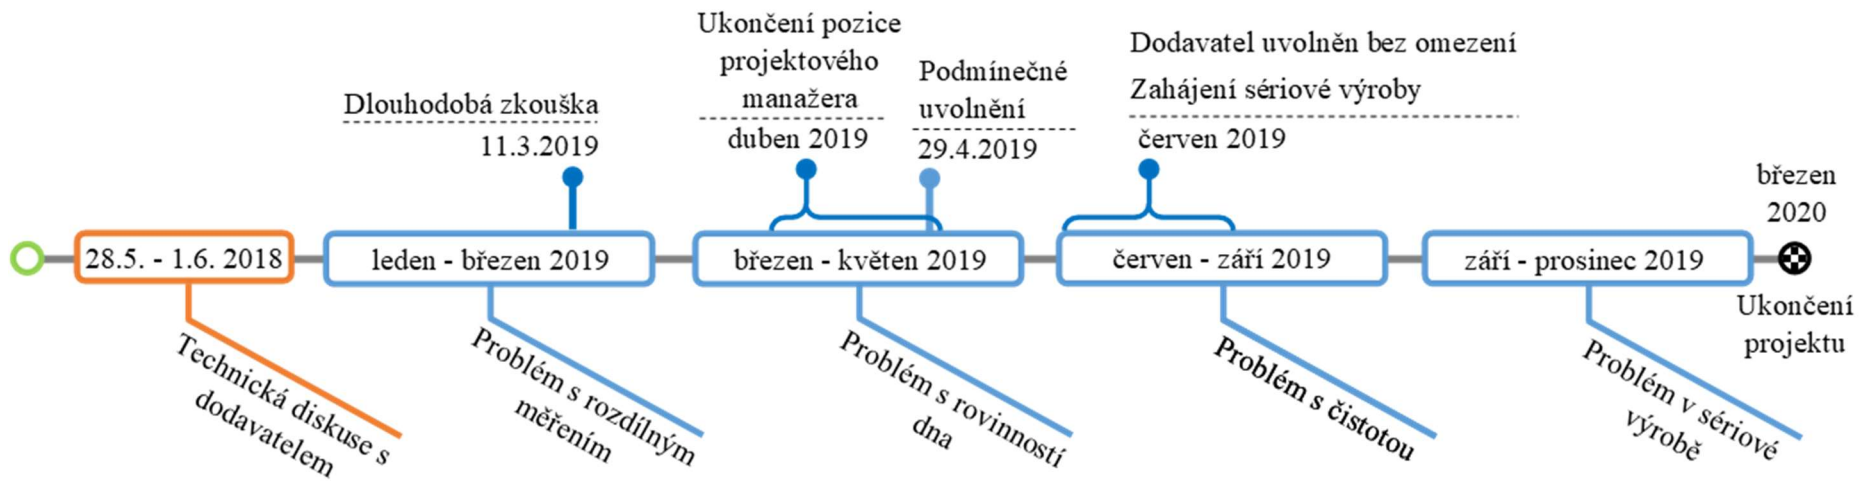 Dlouhodobá zkouška
11.3.2019
Ukončení pozice
projektového
manažera
duben 2019
Podmínečné
uvolnění
29.4.2019
Dodavatel uvolněn bez omezení
Zahájení sériové výroby
červen 2019
březen
2020
28.5. - 1.6. 2018
leden - březen 2019
březen - květen 2019
červen - září 2019
září - prosinec 2019
Ukončení
projektu
Technická diskuse s
dodavatelem
Problém s rozdílným
měřením
Problém s rovinností
dna
Problém s čistotou
Problém v sériové
výrobě